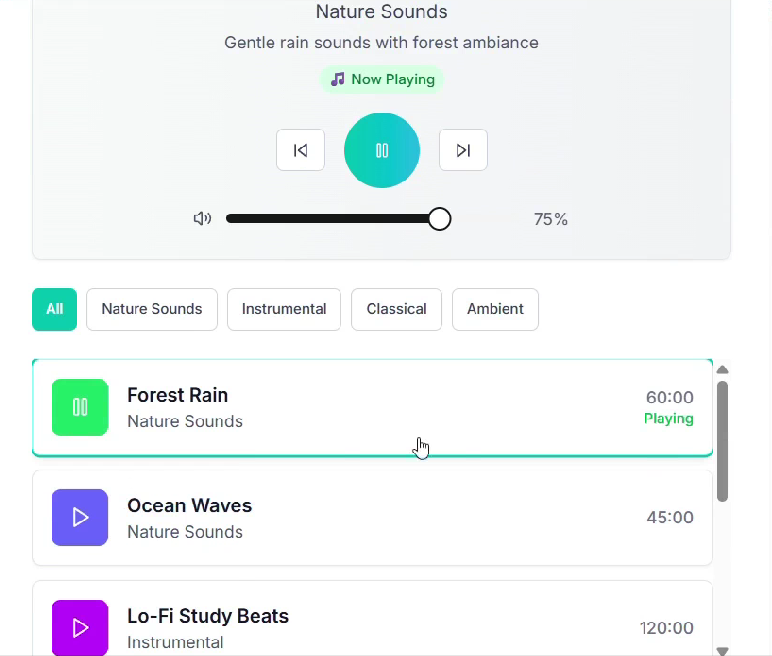 Nature Sounds
Gentle rain sounds with forest ambiance
Now Playing
75%
All Nature Sounds Instrumental Classical Ambient
Forest Rain
60:00
Nature Sounds
Playing
Ocean Waves
45:00
Nature Sounds
Lo-Fi Study Beats
120:00
Instrumental